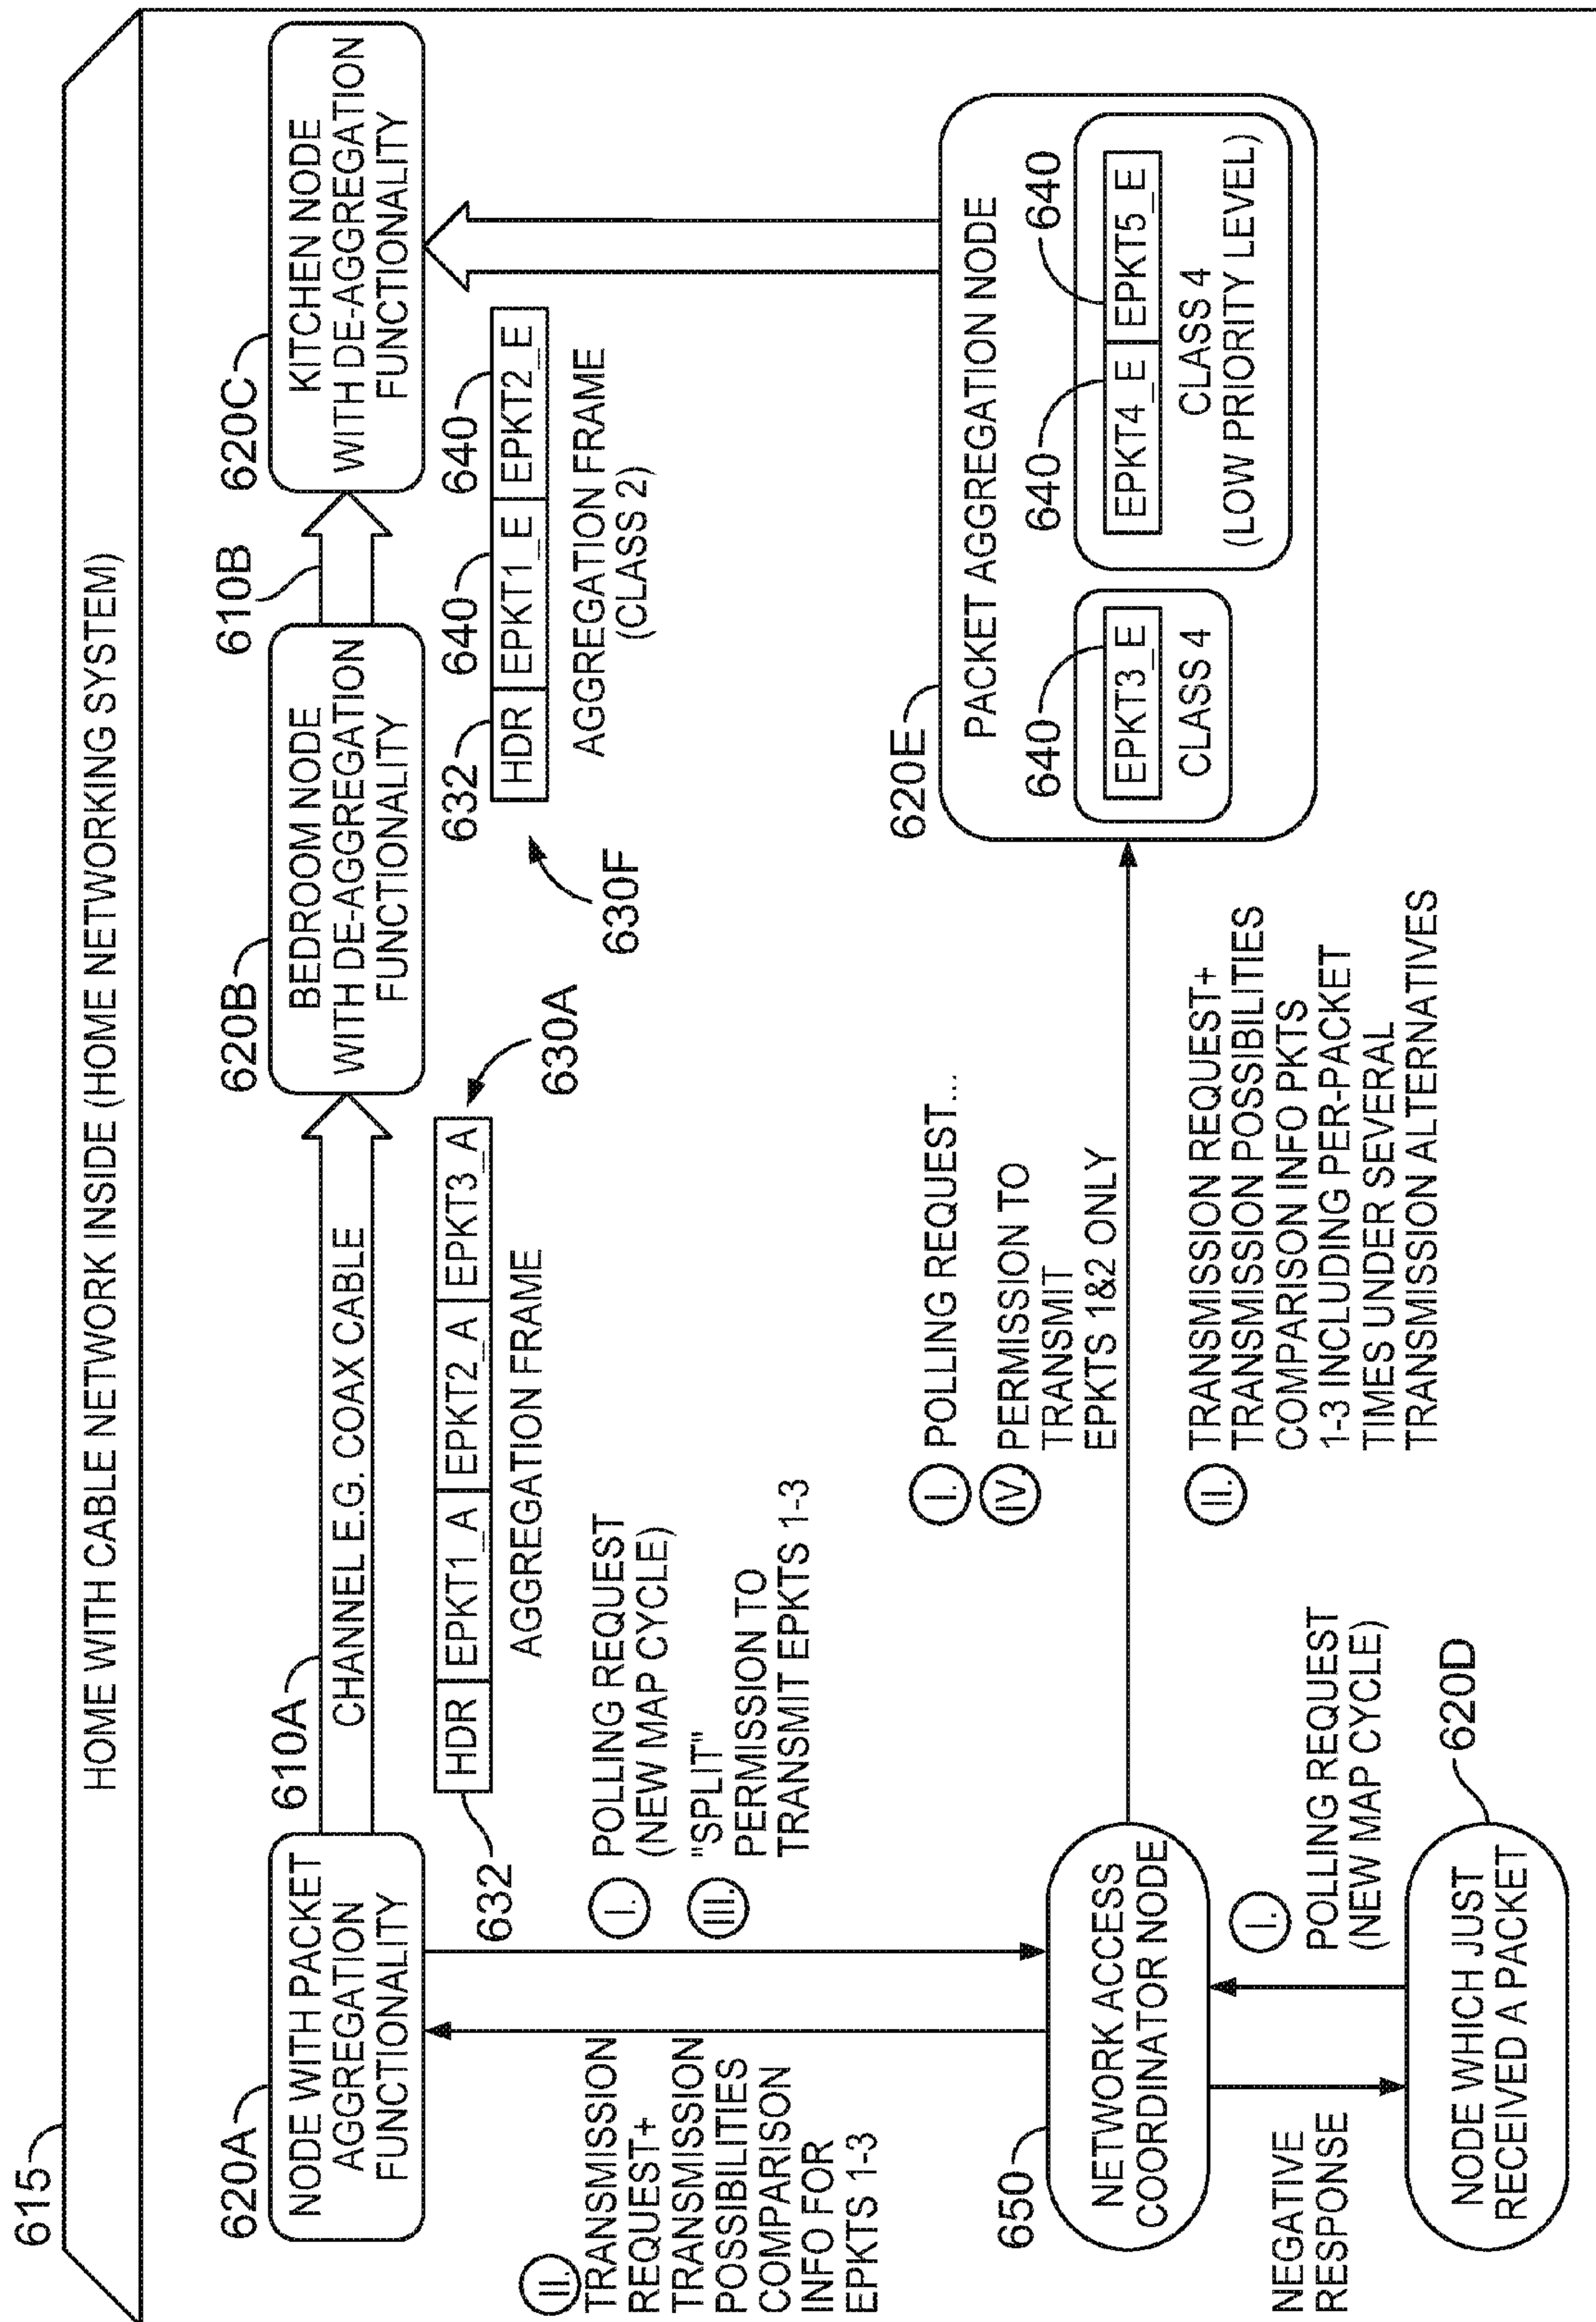 615
HOME WITH CABLE NETWORK INSIDE (HOME NETWORKING SYSTEM)
620A
NODE WITH PACKET
AGGREGATION
FUNCTIONALITY
610A
CHANNEL E.G. COAX CABLE
620B
BEDROOM NODE
WITH DE-AGGREGATION
FUNCTIONALITY
610B
620C
KITCHEN NODE
WITH DE-AGGREGATION
FUNCTIONALITY
632
HDR EPKT1_A EPKT2_A EPKT3_A
AGGREGATION FRAME
630A
632
640
640
HDR EPKT1_E EPKT2_E
AGGREGATION FRAME
(CLASS 2)
630F
II.
TRANSMISSION
REQUEST+
TRANSMISSION
POSSIBILITIES
COMPARISON
INFO FOR
EPKTS 1-3
I.
POLLING REQUEST
(NEW MAP CYCLE)
III.
"SPLIT"
PERMISSION TO
TRANSMIT EPKTS 1-3
I.
POLLING REQUEST...
IV.
PERMISSION TO
TRANSMIT
EPKTS 1&2 ONLY
620E
PACKET AGGREGATION NODE
640
640
640
EPKT3_E
CLASS 4
EPKT4_E EPKT5_E
CLASS 4
(LOW PRIORITY LEVEL)
650
NETWORK ACCESS
COORDINATOR NODE
II.
TRANSMISSION REQUEST+
TRANSMISSION POSSIBILITIES
COMPARISON INFO PKTS
1-3 INCLUDING PER-PACKET
TIMES UNDER SEVERAL
TRANSMISSION ALTERNATIVES
NEGATIVE
RESPONSE
I.
POLLING REQUEST
(NEW MAP CYCLE)
620D
NODE WHICH JUST
RECEIVED A PACKET